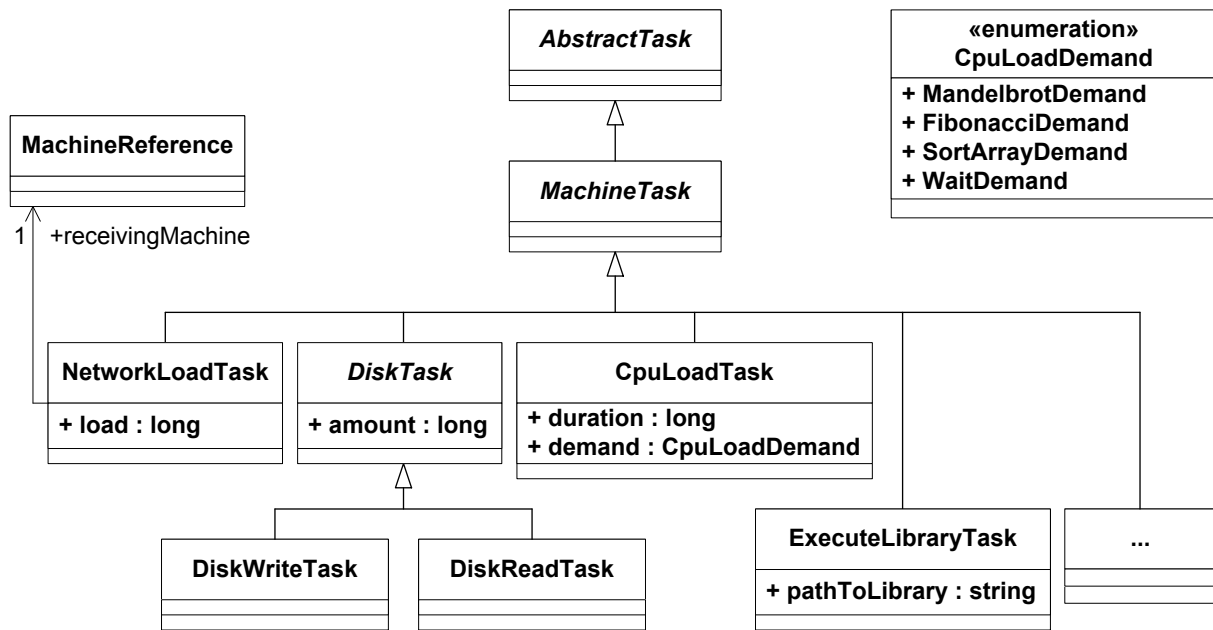 AbstractTask
«enumeration»
CpuLoadDemand
+ MandelbrotDemand
+ FibonacciDemand
+ SortArrayDemand
+ WaitDemand
MachineReference
MachineTask
1 +receivingMachine
NetworkLoadTask
+ load : long
DiskTask
+ amount : long
CpuLoadTask
+ duration : long
+ demand : CpuLoadDemand
DiskWriteTask
DiskReadTask
ExecuteLibraryTask
+ pathToLibrary : string
...